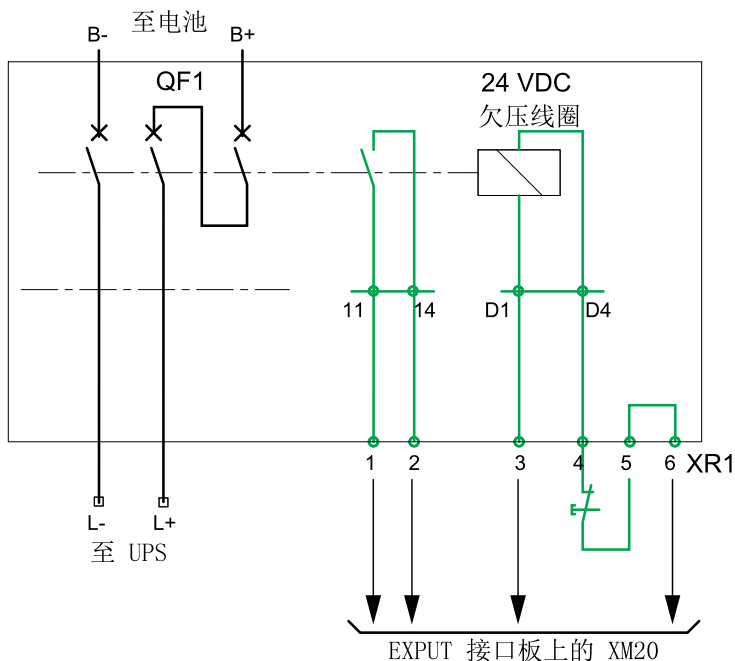 至电池
B- B+
QF1
24 VDC
欠压线圈
11 14 D1 D4
1 2 3 4 5 6 XR1
L- L+
至 UPS
EXPUT 接口板上的 XM20